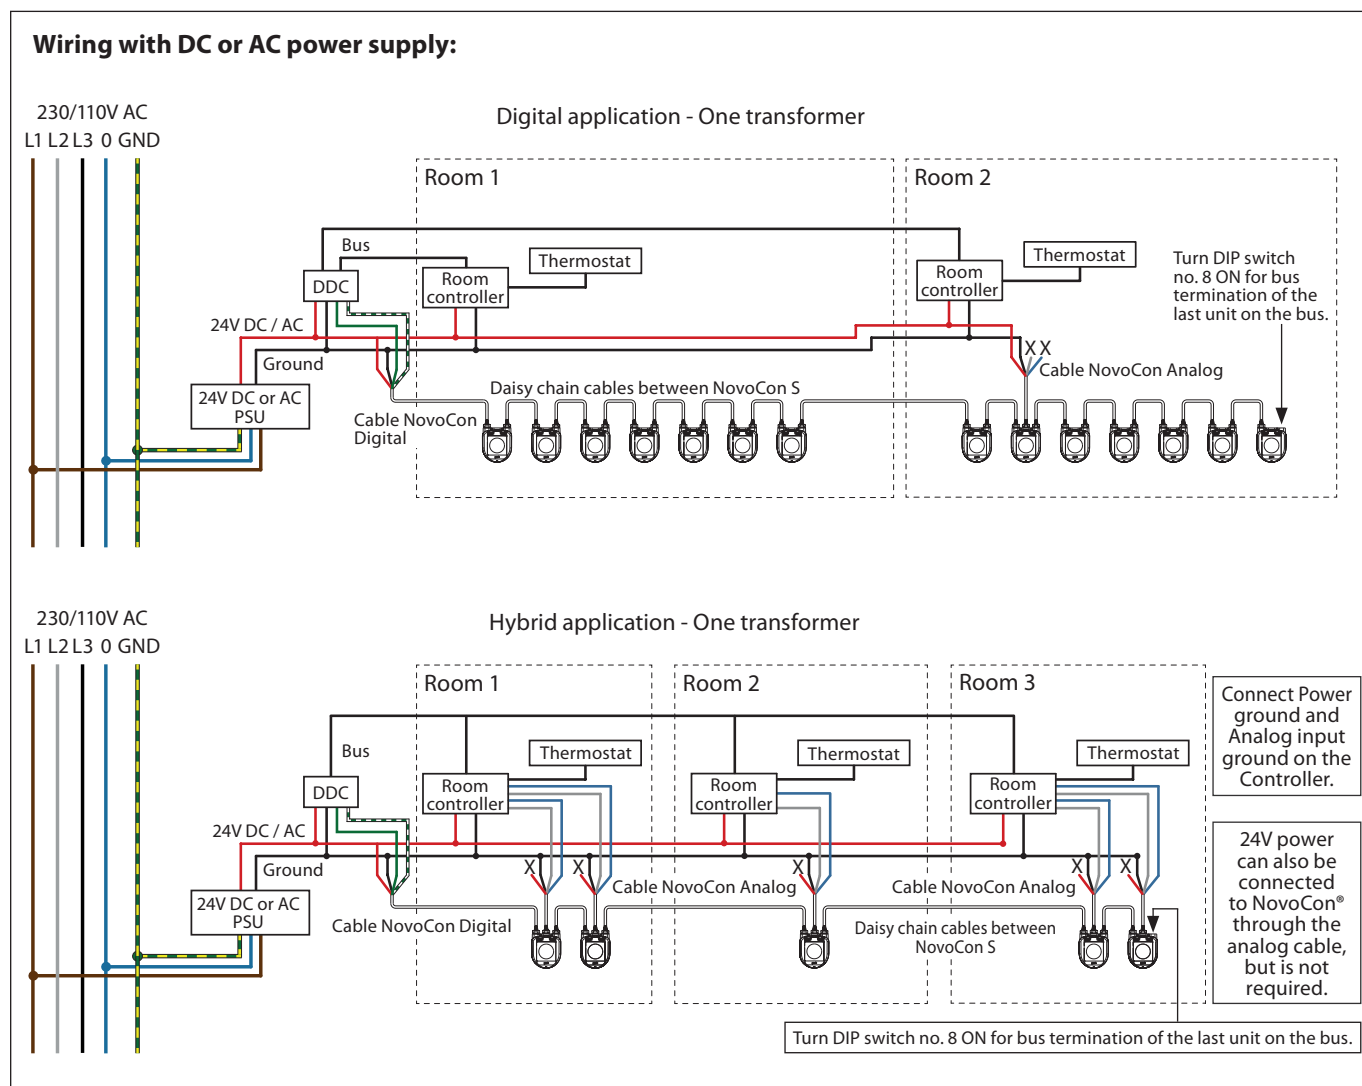 Wiring with DC or AC power supply:
230/110V AC
L1 L2 L3 0 GND
Digital application - One transformer
Room 1
Room 2
Bus
Thermostat
Thermostat
DDC
Room
controller
Room
controller
Turn DIP switch
no. 8 ON for bus
termination of the
last unit on the bus.
24V DC / AC
Ground
X X
Cable NovoCon Analog
24V DC or AC
PSU
Daisy chain cables between NovoCon S
Cable NovoCon
Digital
230/110V AC
L1 L2 L3 0 GND
Hybrid application - One transformer
Room 1
Room 2
Room 3
Connect Power
ground and
Analog input
ground on the
Controller.
Bus
Thermostat
Thermostat
Thermostat
DDC
Room
controller
Room
controller
Room
controller
24V DC / AC
Ground
X X
X
X X
24V power
can also be
connected
to NovoCon®
through the
analog cable,
but is not
required.
24V DC or AC
PSU
Cable NovoCon Analog
Cable NovoCon Analog
Cable NovoCon Digital
Daisy chain cables between
NovoCon S
Turn DIP switch no. 8 ON for bus termination of the last unit on the bus.